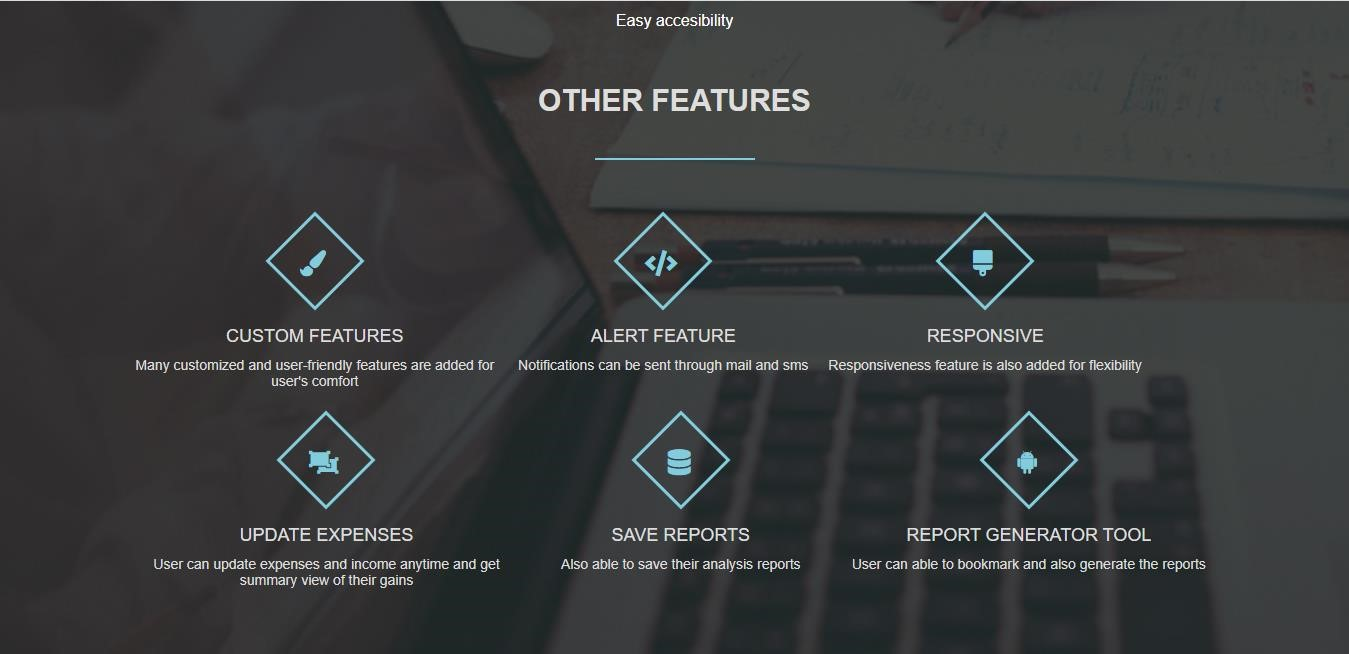 Easy accesibility
OTHER FEATURES
CUSTOM FEATURES
Many customized and user-friendly features are added for
user's comfort
ALERT FEATURE
Notifications can be sent through mail and sms
RESPONSIVE
Responsiveness feature is also added for flexibility
UPDATE EXPENSES
User can update expenses and income anytime and get
summary view of their gains
SAVE REPORTS
Also able to save their analysis reports
REPORT GENERATOR TOOL
User can able to bookmark and also generate the reports